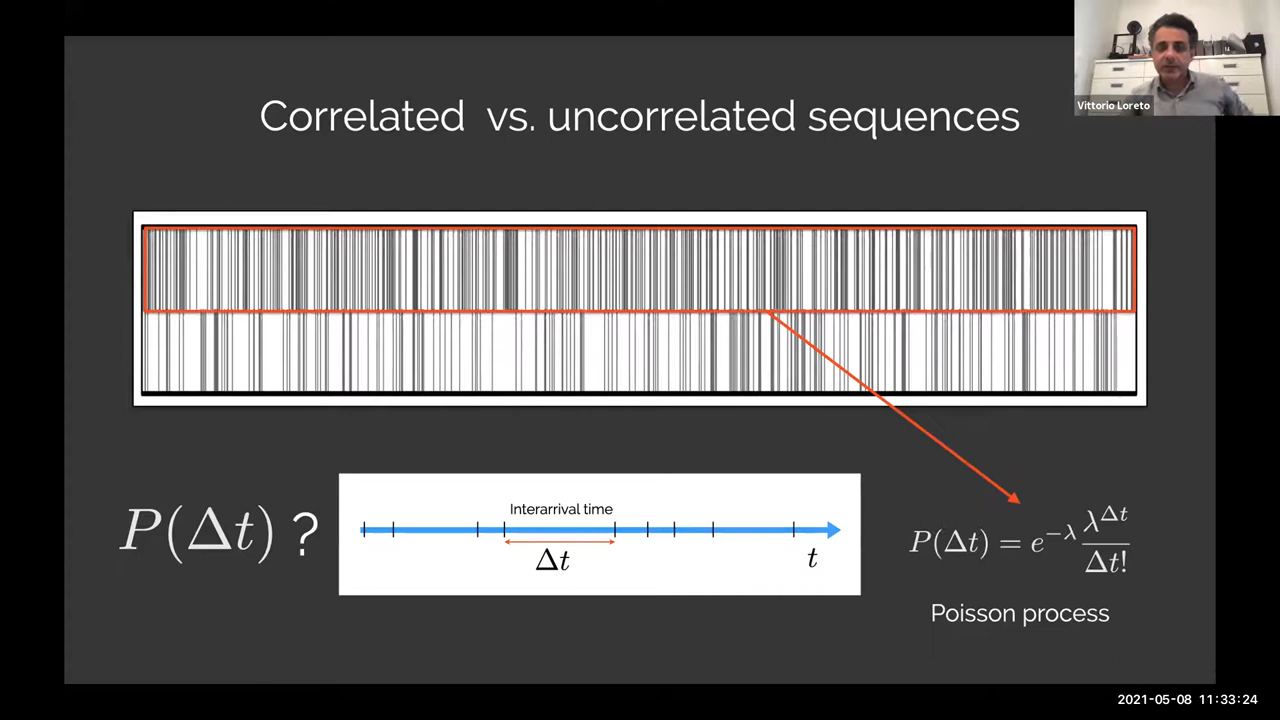 Vittorio Loreto
Correlated vs. uncorrelated sequences
P(Δt) ?
Interarrival time
Δt
t
P(Δt) = e^{-λ} \frac{λ^{Δt}}{Δt!}
Poisson process
2021-05-08 11:33:24